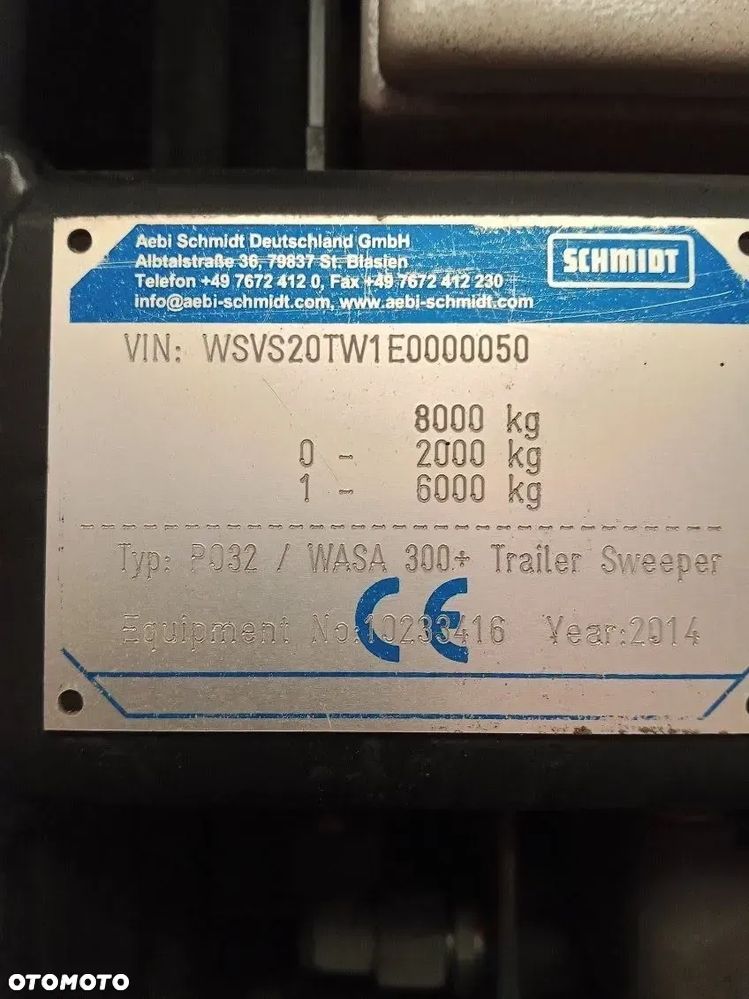 Aebi Schmidt Deutschland GmbH
Albtalstraße 36, 79837 St. Blasien
Telefon +49 7672 412 0, Fax +49 7672 412 230
info@aebi-schmidt.com, www.aebi-schmidt.com
SCHMIDT
VIN: WSVS20TW1E0000050
8000 kg
0 - 2000 kg
1 - 6000 kg
Typ: P032 / WASA 300+ Trailer Sweeper
CE
Equipment No:10233416 Year:2014
OTOMOTO